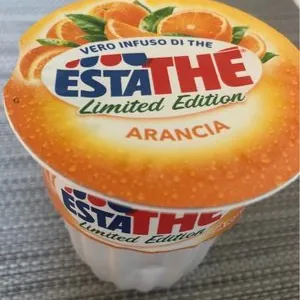 VERO INFUSO DI THE
ESTATHÉ
Limited Edition
ARANCIA
ESTATHÉ
Limited Edition